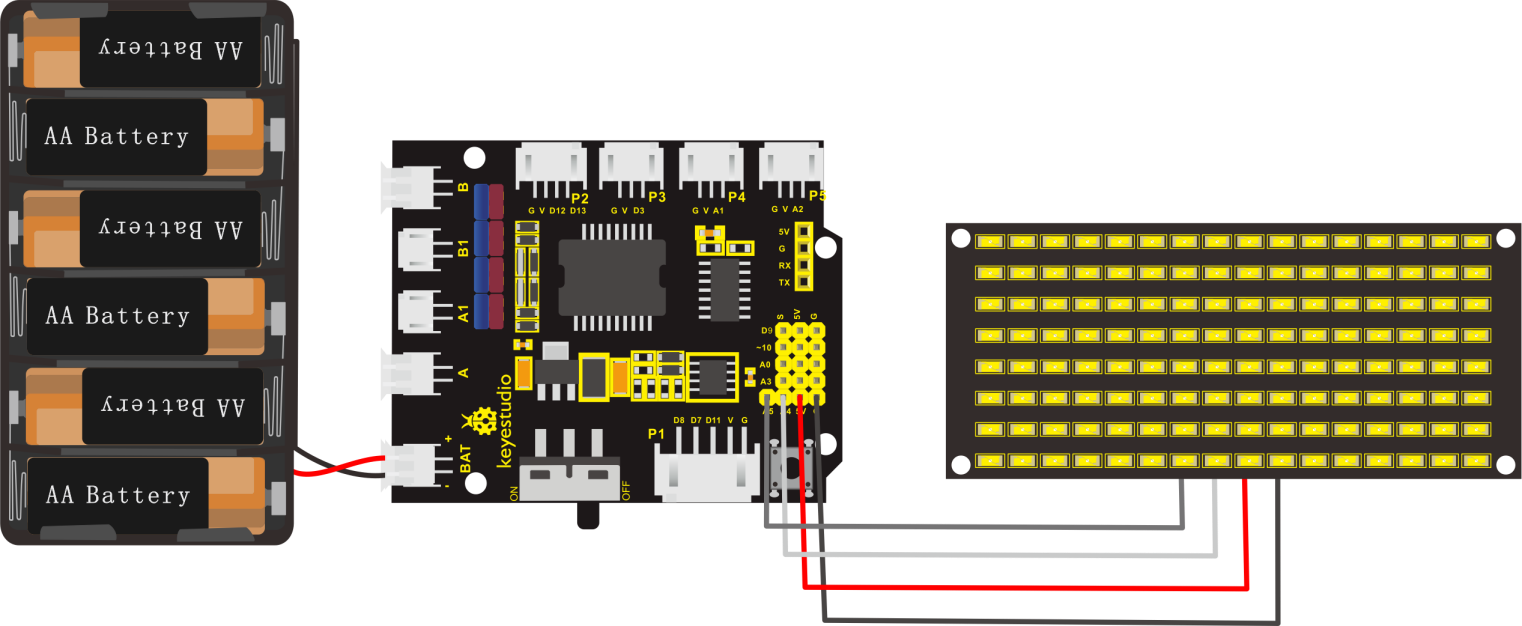 AA Battery
AA Battery
AA Battery
AA Battery
AA Battery
AA Battery
B
B1
A1
A
BAT
+
-
keyestudio
ON
OFF
P2
G V D12 D13
P3
G V D3
P4
G V A1
P5
G V A2
5V
G
RX
TX
S 5V G
D9
~10
A0
A3
A5 A4 5V G
P1
D8 D7 D11 V G